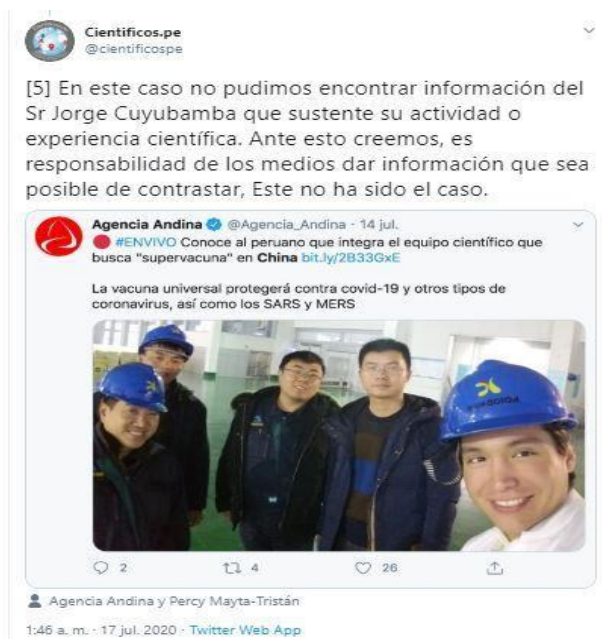 Cientificos.pe
@cientificospe
[5] En este caso no pudimos encontrar información del
Sr Jorge Cuyubamba que sustente su actividad o
experiencia científica. Ante esto creemos, es
responsabilidad de los medios dar información que sea
posible de contrastar, Este no ha sido el caso.
Agencia Andina @Agencia_Andina · 14 jul.
#ENVIVO Conoce al peruano que integra el equipo científico que
busca "supervacuna" en China bit.ly/2B33GxE
La vacuna universal protegerá contra covid-19 y otros tipos de
coronavirus, así como los SARS y MERS
2 4 26
Agencia Andina y Percy Mayta-Tristán
1:46 a. m. · 17 jul. 2020 · Twitter Web App